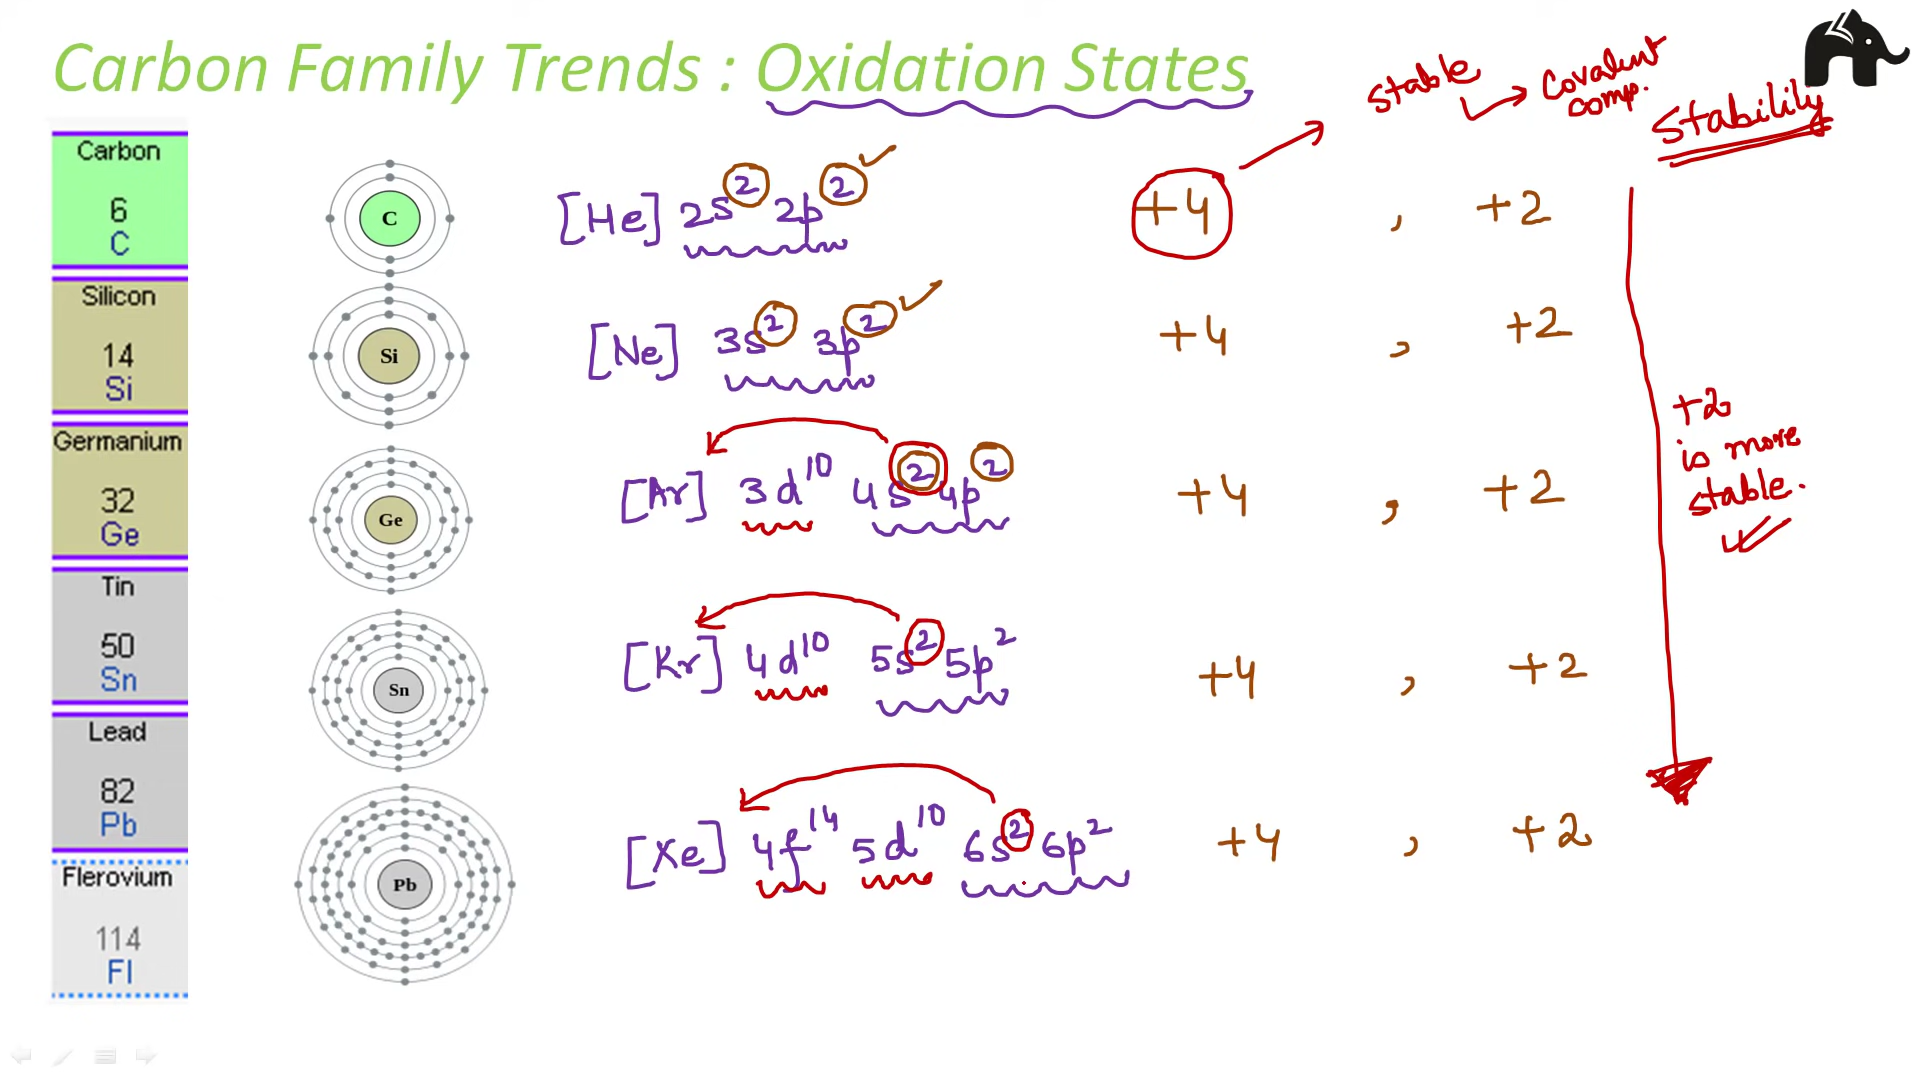 Carbon Family Trends : Oxidation States
stable
Covalent
comp.
Stability
Carbon
6
C
C
[He] 2s² 2p²
+4 , +2
Silicon
14
Si
Si
[Ne] 3s² 3p²
+4 , +2
+2
is more
stable.
Germanium
32
Ge
Ge
[Ar] 3d¹⁰ 4s² 4p²
+4 , +2
Tin
50
Sn
Sn
[Kr] 4d¹⁰ 5s² 5p²
+4 , +2
Lead
82
Pb
Pb
[Xe] 4f¹⁴ 5d¹⁰ 6s² 6p²
+4 , +2
Flerovium
114
Fl